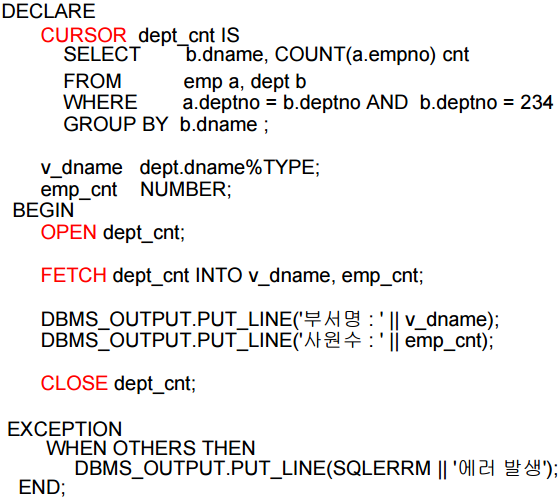 DECLARE
CURSOR dept_cnt IS
SELECT b.dname, COUNT(a.empno) cnt
FROM emp a, dept b
WHERE a.deptno = b.deptno AND b.deptno = 234
GROUP BY b.dname ;
v_dname dept.dname%TYPE;
emp_cnt NUMBER;
BEGIN
OPEN dept_cnt;
FETCH dept_cnt INTO v_dname, emp_cnt;
DBMS_OUTPUT.PUT_LINE('부서명 : ' || v_dname);
DBMS_OUTPUT.PUT_LINE('사원수 : ' || emp_cnt);
CLOSE dept_cnt;
EXCEPTION
WHEN OTHERS THEN
DBMS_OUTPUT.PUT_LINE(SQLERRM || '에러 발생');
END;